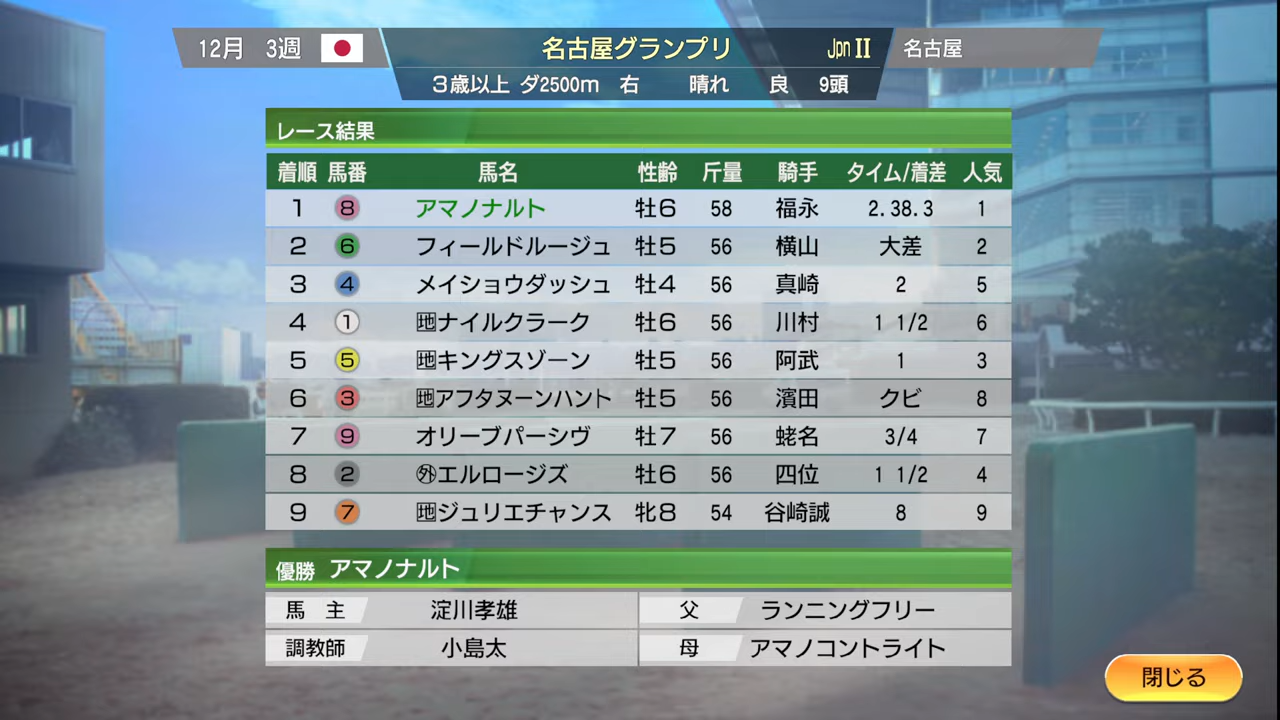 12月 3週 名古屋グランプリ JpnⅡ 名古屋
3歳以上 ダ2500m 右 晴れ 良 9頭
レース結果
着順 馬番 馬名 性齢 斤量 騎手 タイム/着差 人気
1 8 アマノナルト 牡6 58 福永 2.38.3 1
2 6 フィールドルージュ 牡5 56 横山 大差 2
3 4 メイショウダッシュ 牡4 56 真崎 2 5
4 1 地ナイルクラーク 牡6 56 川村 1 1/2 6
5 5 地キングスゾーン 牡5 56 阿武 1 3
6 3 地アフタヌーンハント 牡5 56 濱田 クビ 8
7 9 オリーブパーシヴ 牡7 56 蛯名 3/4 7
8 2 外エルロージズ 牡6 56 四位 1 1/2 4
9 7 地ジュリエチャンス 牝8 54 谷崎誠 8 9
優勝 アマノナルト
馬主 淀川孝雄 父 ランニングフリー
調教師 小島太 母 アマノコントライト
閉じる